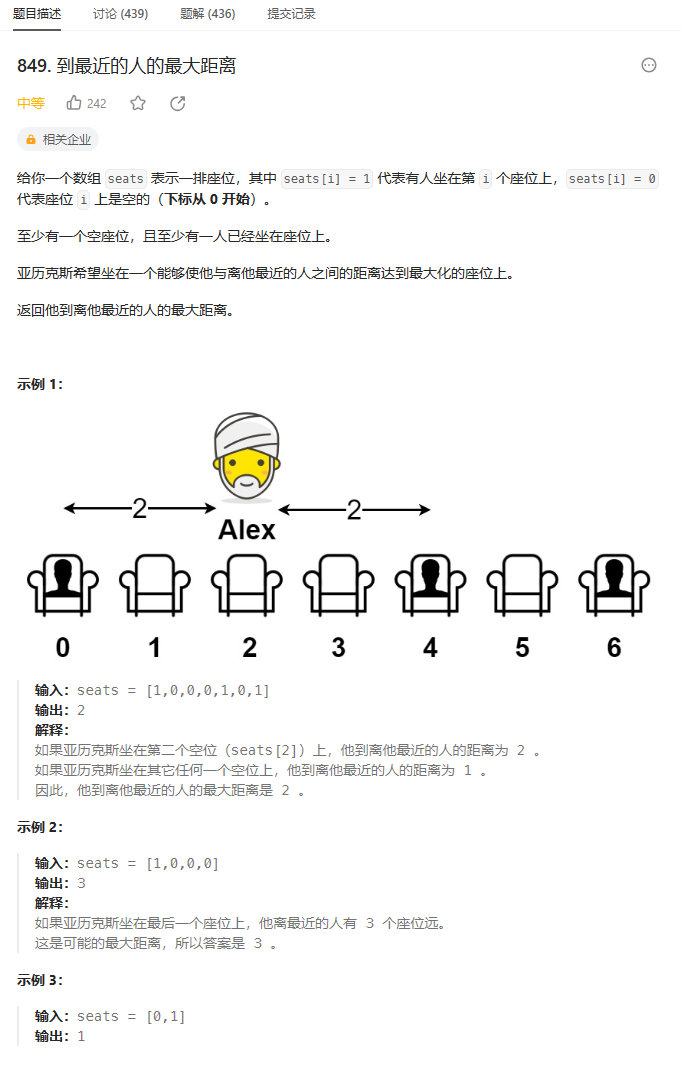 题目描述 讨论 (439) 题解 (436) 提交记录
849. 到最近的人的最大距离
中等 242
相关企业
给你一个数组 seats 表示一排座位，其中 seats[i] = 1 代表有人坐在第 i 个座位上，seats[i] = 0
代表座位 i 上是空的（下标从 0 开始）。
至少有一个空座位，且至少有一人已经坐在座位上。
亚历克斯希望坐在一个能够使他与离他最近的人之间的距离达到最大化的座位上。
返回他到离他最近的人的最大距离。
示例 1：
2 2
Alex
0 1 2 3 4 5 6
输入：seats = [1,0,0,0,1,0,1]
输出：2
解释：
如果亚历克斯坐在第二个空位（seats[2]）上，他到离他最近的人的距离为 2 。
如果亚历克斯坐在其它任何一个空位上，他到离他最近的人的距离为 1 。
因此，他到离他最近的人的最大距离是 2 。
示例 2：
输入：seats = [1,0,0,0]
输出：3
解释：
如果亚历克斯坐在最后一个座位上，他离最近的人有 3 个座位远。
这是可能的最大距离，所以答案是 3 。
示例 3：
输入：seats = [0,1]
输出：1